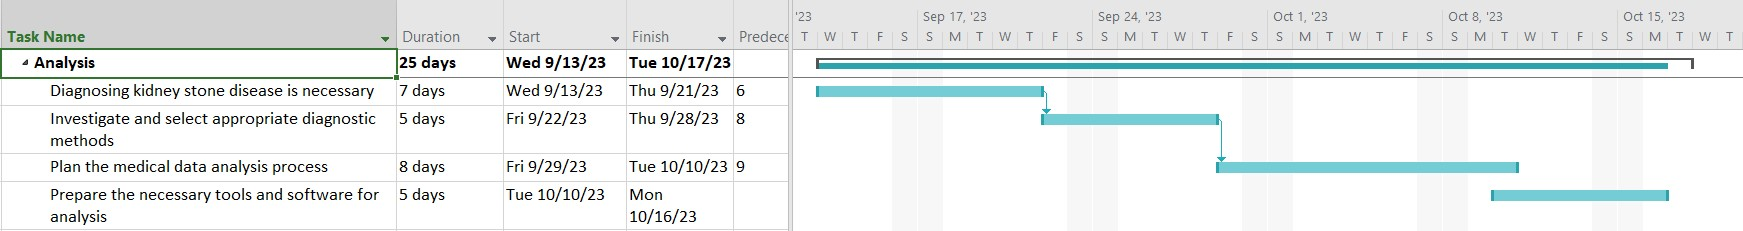 '23 Sep 17, '23 Sep 24, '23 Oct 1, '23 Oct 8, '23 Oct 15, '23
Task Name Duration Start Finish Predece T W T F S S M T W T F S S M T W T F S S M T W T F S S M T W T F S S M T W T
Analysis 25 days Wed 9/13/23 Tue 10/17/23
Diagnosing kidney stone disease is necessary 7 days Wed 9/13/23 Thu 9/21/23 6
Investigate and select appropriate diagnostic 5 days Fri 9/22/23 Thu 9/28/23 8
methods
Plan the medical data analysis process 8 days Fri 9/29/23 Tue 10/10/23 9
Prepare the necessary tools and software for 5 days Tue 10/10/23 Mon
analysis 10/16/23